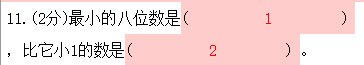 11.(2分)最小的八位数是( 1 )
，比它小1的数是( 2 )。